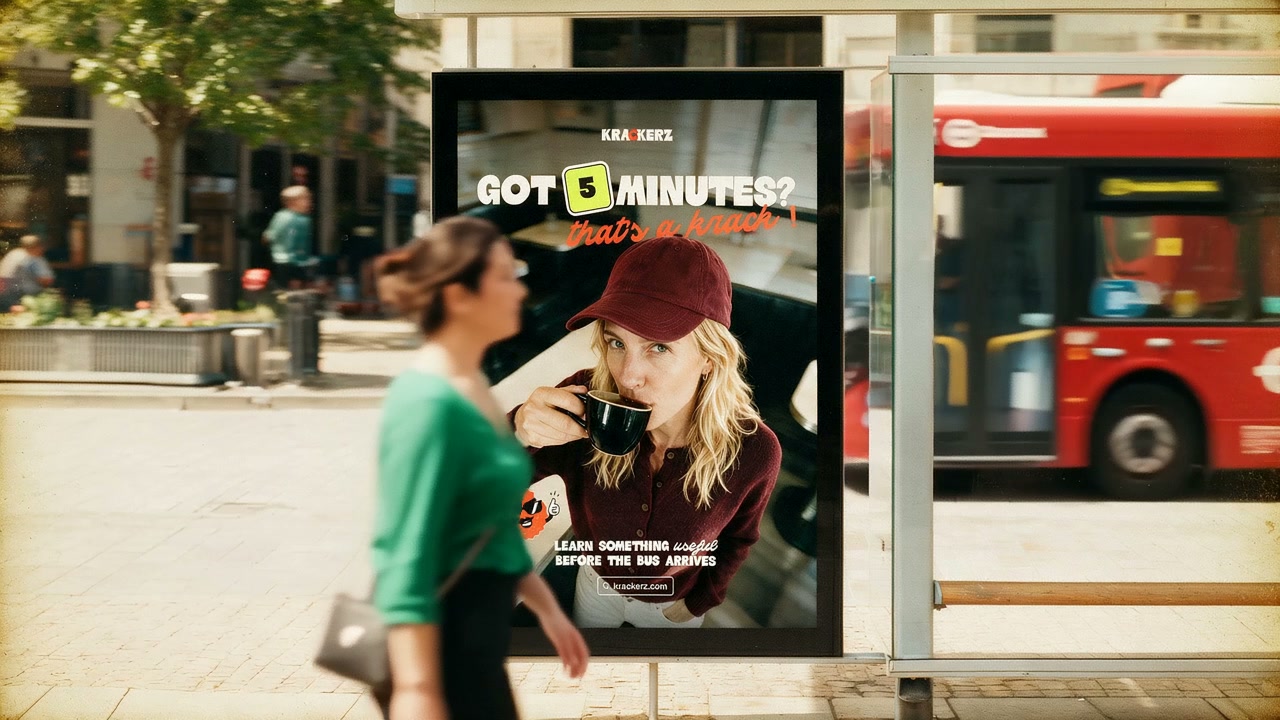 KRACKERZ
GOT 5 MINUTES?
that's a krack!
LEARN SOMETHING useful
BEFORE THE BUS ARRIVES
krackerz.com